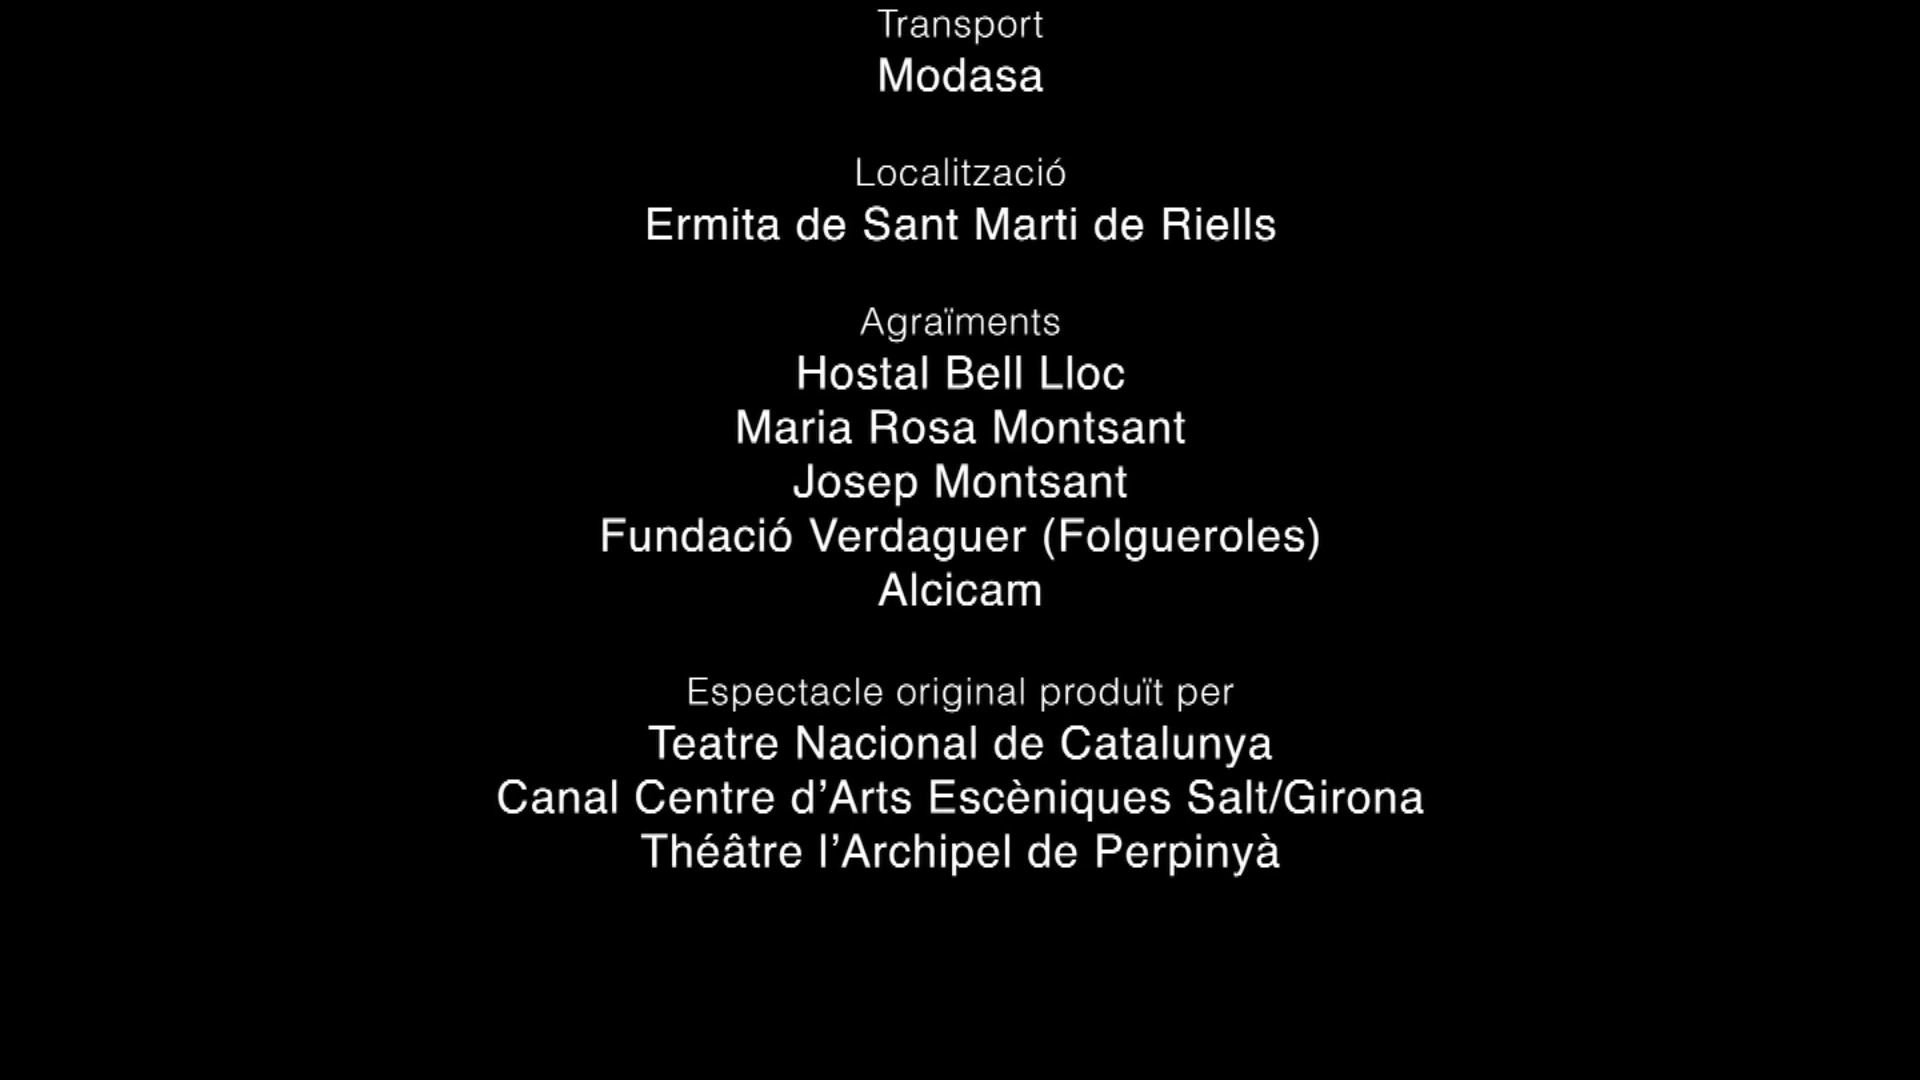 Transport
Modasa
Localització
Ermita de Sant Marti de Riells
Agraïments
Hostal Bell Lloc
Maria Rosa Montsant
Josep Montsant
Fundació Verdaguer (Folgueroles)
Alcicam
Espectacle original produït per
Teatre Nacional de Catalunya
Canal Centre d’Arts Escèniques Salt/Girona
Théâtre l’Archipel de Perpinyà